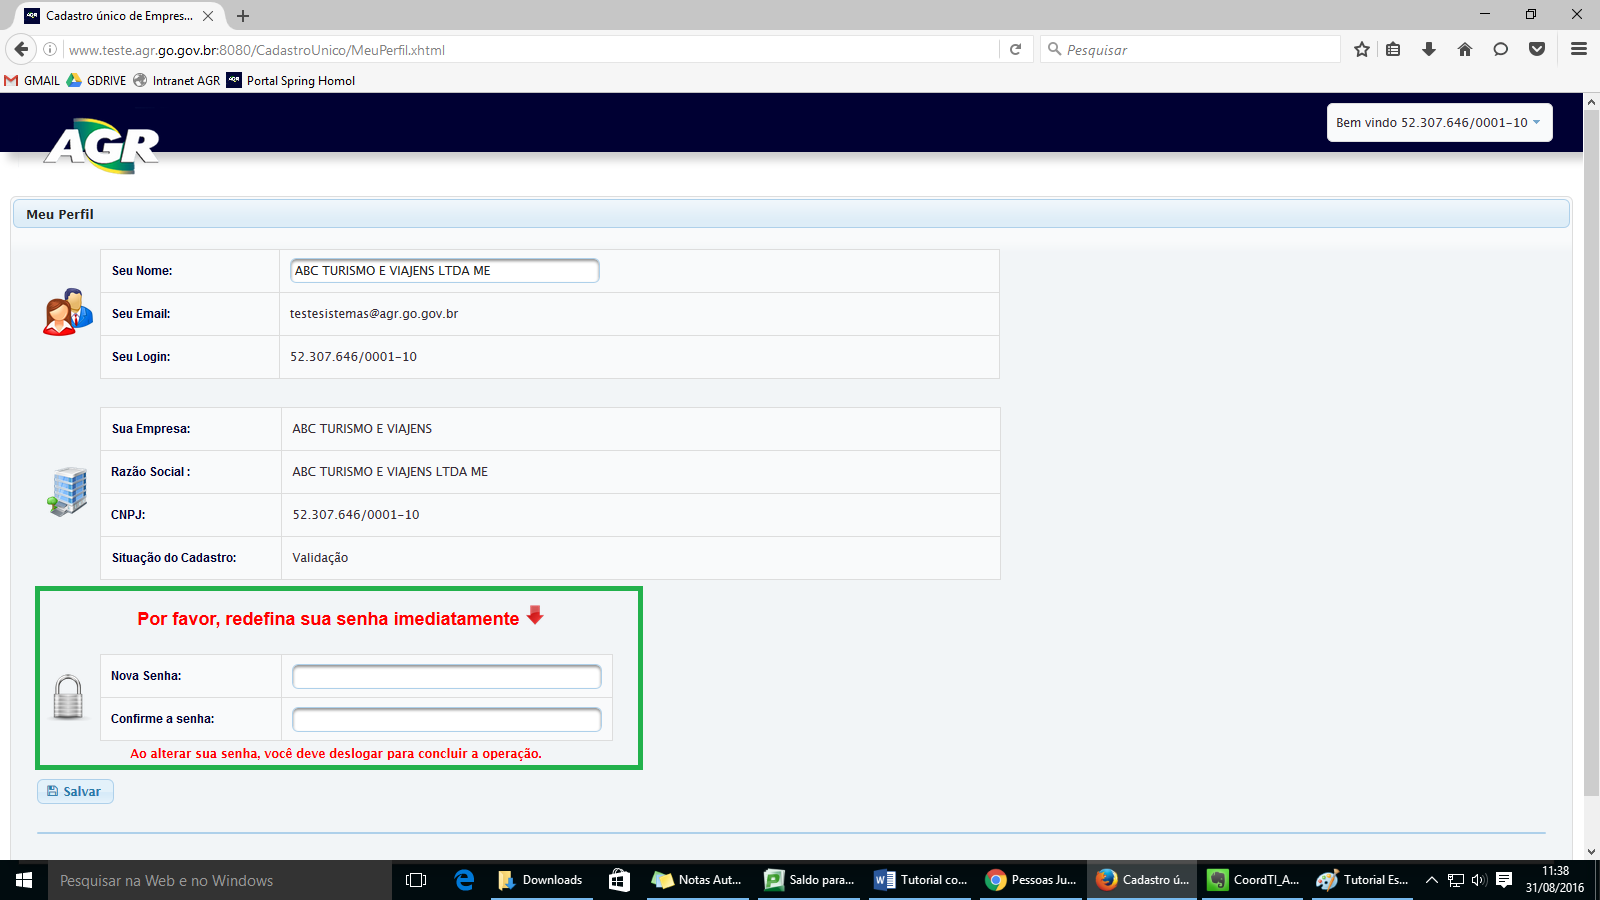 Cadastro único de Empres...
www.teste.agr.go.gov.br:8080/CadastroUnico/MeuPerfil.xhtml
Pesquisar
GMAIL GDRIVE Intranet AGR Portal Spring Homol
AGR
Bem vindo 52.307.646/0001-10
Meu Perfil
Seu Nome: ABC TURISMO E VIAJENS LTDA ME
Seu Email: testesistemas@agr.go.gov.br
Seu Login: 52.307.646/0001-10
Sua Empresa: ABC TURISMO E VIAJENS
Razão Social : ABC TURISMO E VIAJENS LTDA ME
CNPJ: 52.307.646/0001-10
Situação do Cadastro: Validação
Por favor, redefina sua senha imediatamente
Nova Senha:
Confirme a senha:
Ao alterar sua senha, você deve deslogar para concluir a operação.
Salvar
Pesquisar na Web e no Windows
Downloads
Notas Aut...
Saldo para...
Tutorial co...
Pessoas Ju...
Cadastro ú...
CoordTI_A...
Tutorial Es...
11:38
31/08/2016